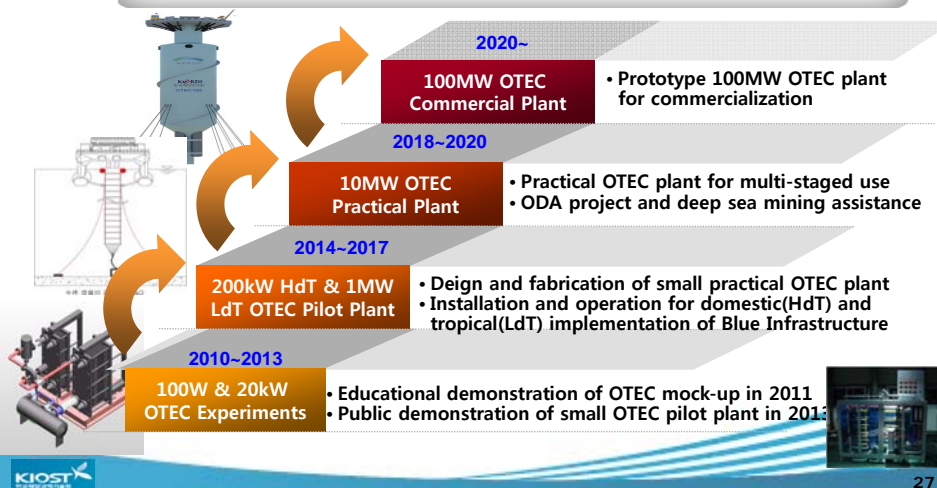 2020~
100MW OTEC
Commercial Plant
• Prototype 100MW OTEC plant
for commercialization
2018~2020
10MW OTEC
Practical Plant
• Practical OTEC plant for multi-staged use
• ODA project and deep sea mining assistance
2014~2017
200kW HdT & 1MW
LdT OTEC Pilot Plant
• Deign and fabrication of small practical OTEC plant
• Installation and operation for domestic(HdT) and
tropical(LdT) implementation of Blue Infrastructure
2010~2013
100W & 20kW
OTEC Experiments
• Educational demonstration of OTEC mock-up in 2011
• Public demonstration of small OTEC pilot plant in 2013
KIOST
27